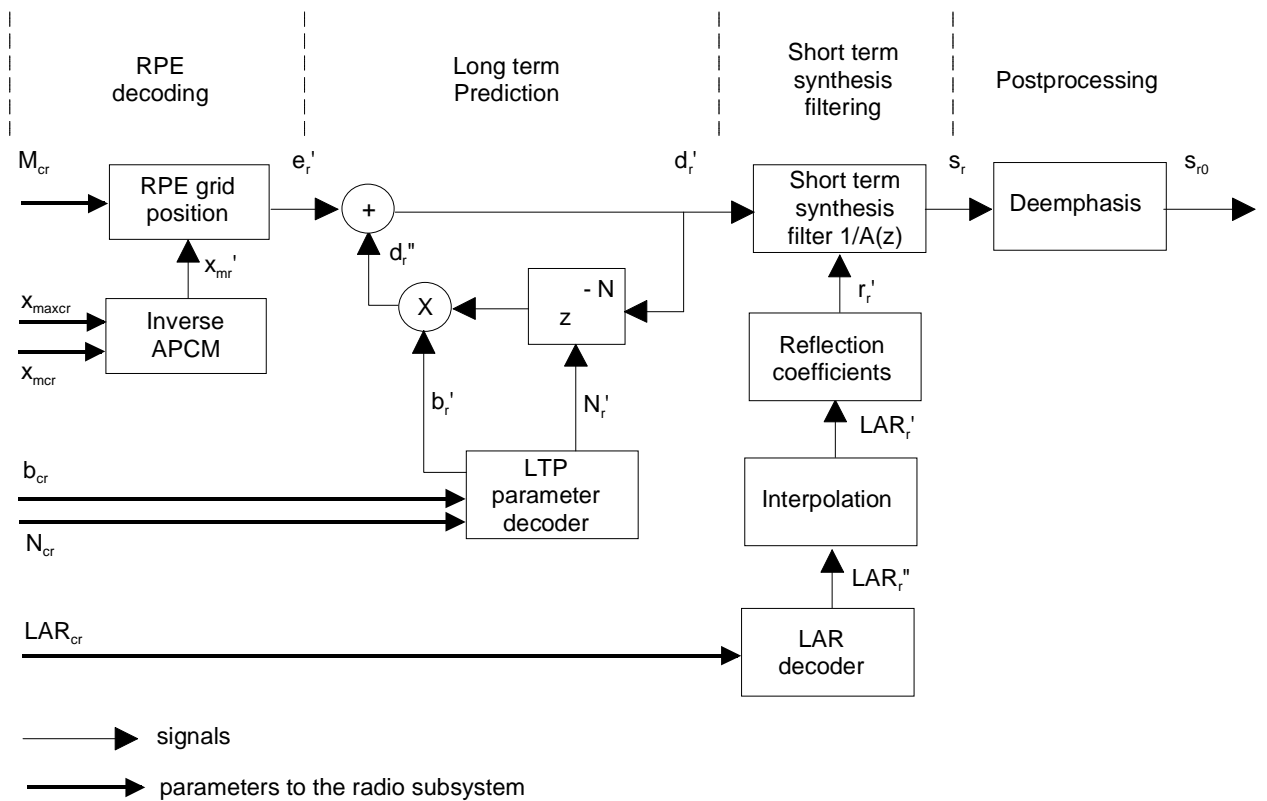 RPE
decoding
Long term
Prediction
Short term
synthesis
filtering
Postprocessing
M_cr
RPE grid
position
e_r'
+
d_r'
Short term
synthesis
filter 1/A(z)
s_r
Deemphasis
s_r0
x_mr'
d_r"
x_maxcr
Inverse
APCM
x_mcr
X
z - N
r_r'
Reflection
coefficients
b_r'
N_r'
LAR_r'
b_cr
N_cr
LTP
parameter
decoder
Interpolation
LAR_r"
LAR_cr
LAR
decoder
signals
parameters to the radio subsystem